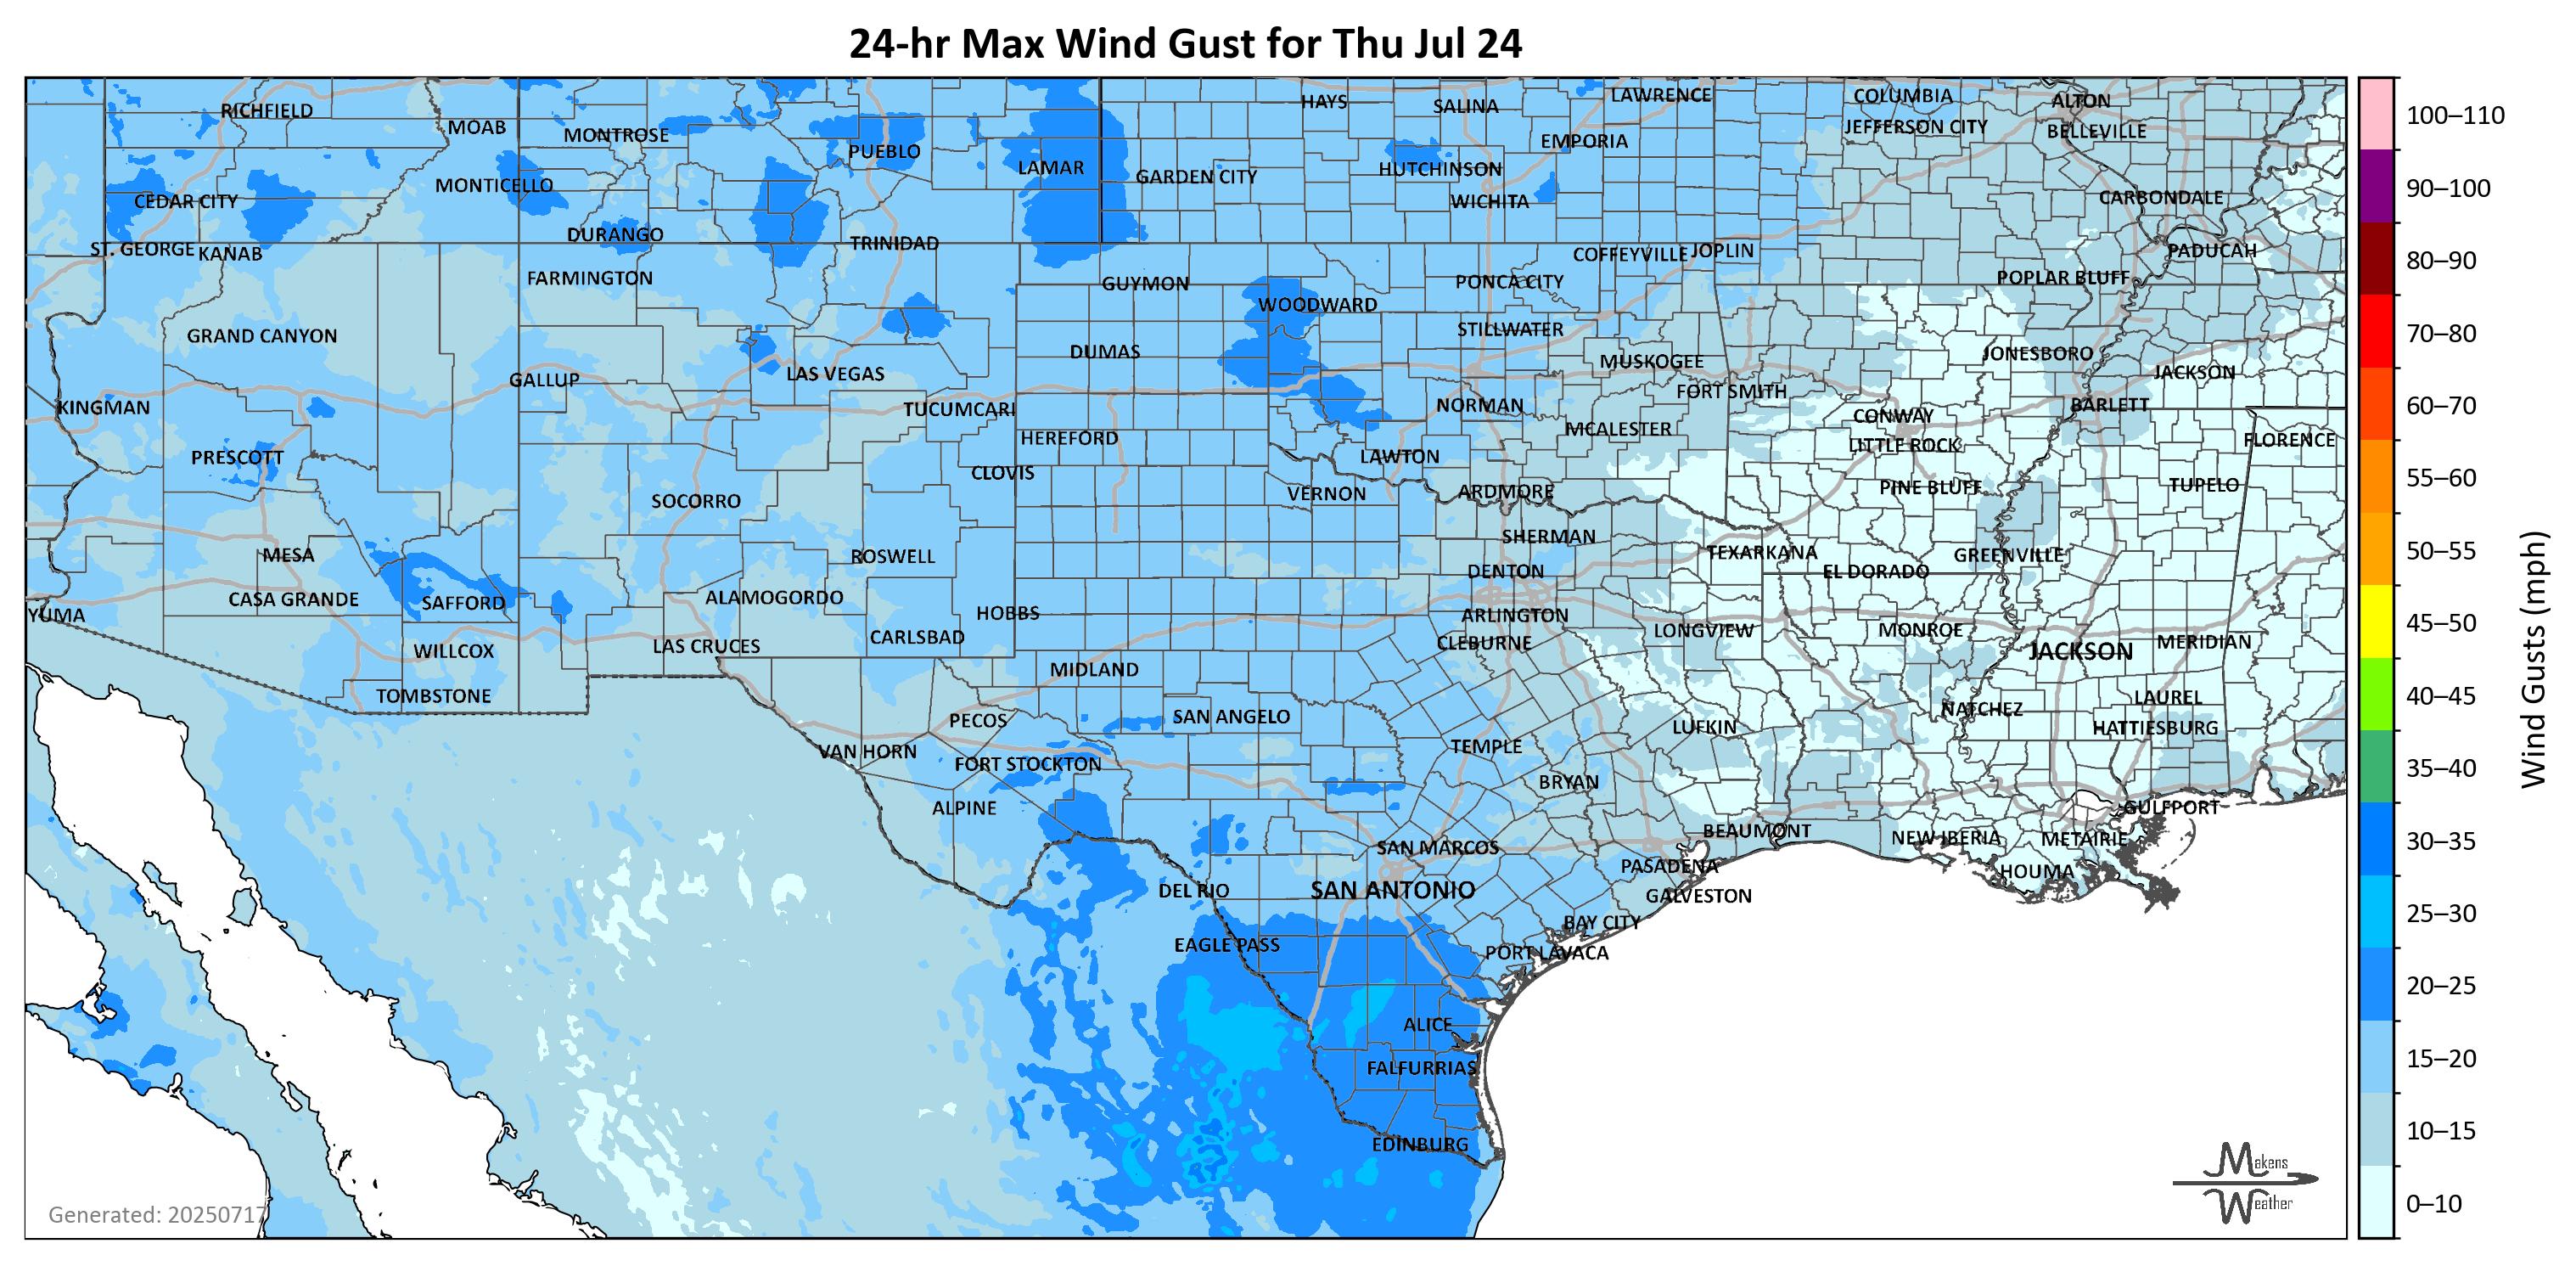 24-hr Max Wind Gust for Thu Jul 24
RICHFIELD
MOAB
MONTROSE
PUEBLO
LAMAR
HAYS
SALINA
LAWRENCE
COLUMBIA
ALTON
JEFFERSON CITY
BELLEVILLE
EMPORIA
HUTCHINSON
GARDEN CITY
MONTICELLO
CEDAR CITY
WICHITA
CARBONDALE
ST. GEORGE
KANAB
DURANGO
TRINIDAD
COFFEYVILLE
JOPLIN
PADUCAH
FARMINGTON
GUYMON
PONCA CITY
POPLAR BLUFF
WOODWARD
GRAND CANYON
STILLWATER
DUMAS
MUSKOGEE
JONESBORO
GALLUP
LAS VEGAS
JACKSON
FORT SMITH
KINGMAN
TUCUMCARI
NORMAN
CONWAY
BARLETT
HEREFORD
MCALESTER
LITTLE ROCK
FLORENCE
PRESCOTT
CLOVIS
LAWTON
SOCORRO
VERNON
ARDMORE
PINE BLUFF
TUPELO
MESA
ROSWELL
SHERMAN
TEXARKANA
GREENVILLE
DENTON
EL DORADO
YUMA
CASA GRANDE
SAFFORD
ALAMOGORDO
HOBBS
ARLINGTON
WILLCOX
LAS CRUCES
CARLSBAD
CLEBURNE
LONGVIEW
MONROE
JACKSON
MERIDIAN
TOMBSTONE
MIDLAND
PECOS
SAN ANGELO
LUFKIN
NATCHEZ
LAUREL
HATTIESBURG
VAN HORN
FORT STOCKTON
TEMPLE
BRYAN
ALPINE
GULFPORT
SAN MARCOS
BEAUMONT
NEW IBERIA
METAIRIE
PASADENA
HOUMA
DEL RIO
SAN ANTONIO
GALVESTON
EAGLE PASS
BAY CITY
PORT LAVACA
ALICE
FALFURRIAS
EDINBURG
Generated: 20250717
Makens
Weather
100–110
90–100
80–90
70–80
60–70
55–60
50–55
45–50
40–45
35–40
30–35
25–30
20–25
15–20
10–15
0–10
Wind Gusts (mph)